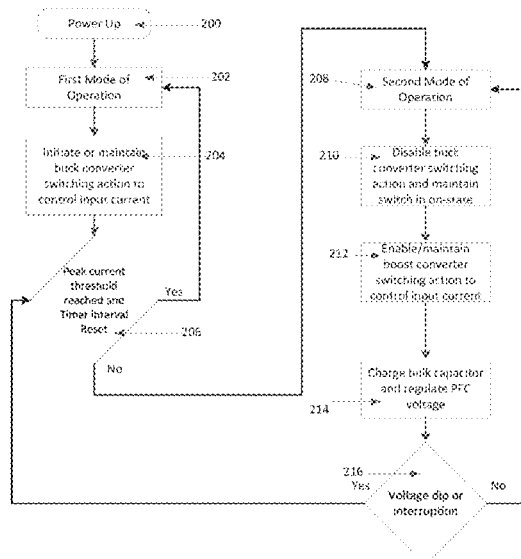 Power Up
200
First Mode of
Operation
202
Initiate or maintain
buck converter
switching action to
control input current
204
Peak current
threshold
reached and
Timer interval
Reset
Yes
206
No
208
Second Mode of
Operation
210
Disable buck
converter switching
action and maintain
switch in on-state
212
Enable/maintain
boost converter
switching action to
control input current
Charge bulk capacitor
and regulate PFC
voltage
214
216
Yes
No
Voltage dip or
interruption